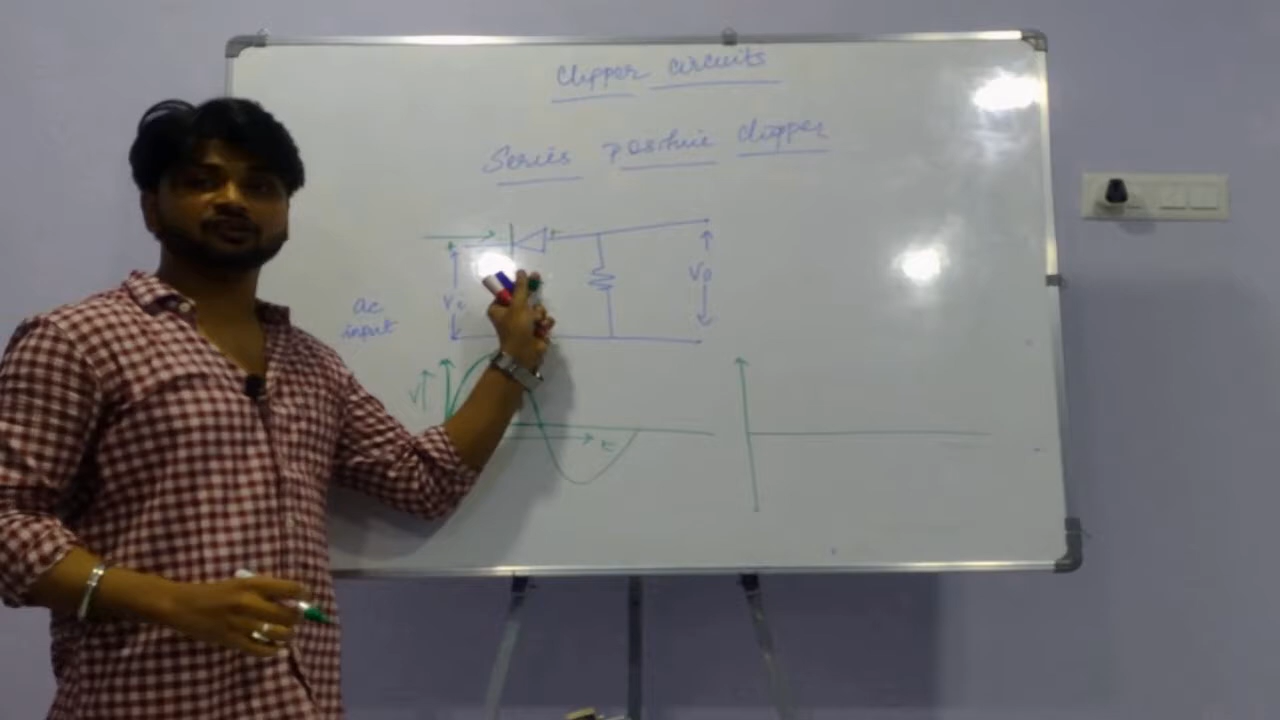 Clipper circuits
Series positive clipper
+
Vi
Vo
ac
input
V
t